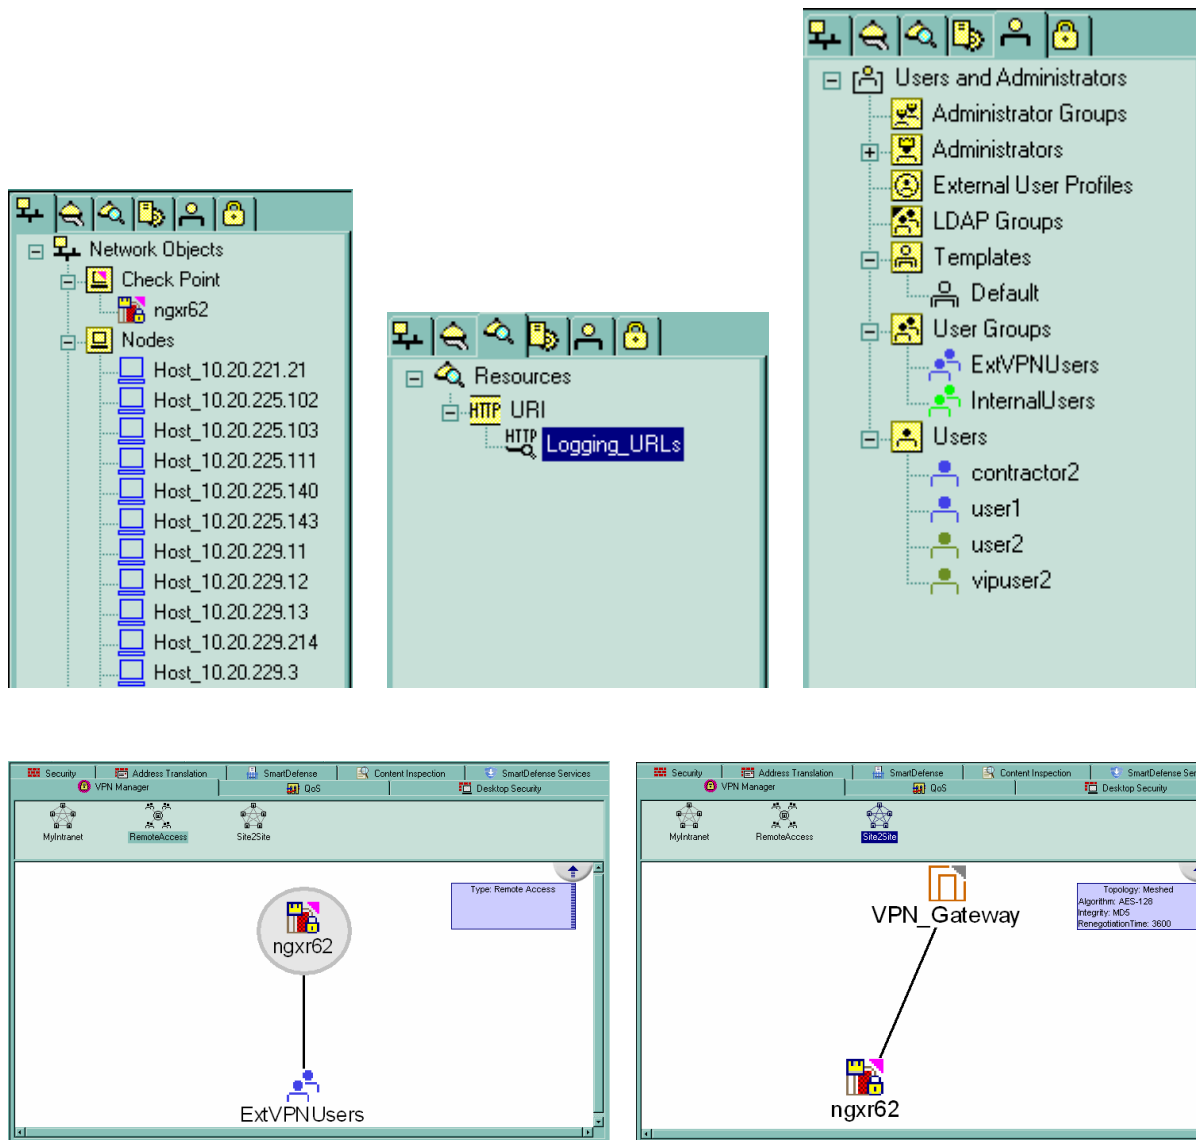 Users and Administrators
Administrator Groups
Administrators
External User Profiles
LDAP Groups
Templates
Default
User Groups
ExtVPNUsers
InternalUsers
Users
contractor2
user1
user2
vipuser2
Network Objects
Check Point
ngxr62
Nodes
Host_10.20.221.21
Host_10.20.225.102
Host_10.20.225.103
Host_10.20.225.111
Host_10.20.225.140
Host_10.20.225.143
Host_10.20.229.11
Host_10.20.229.12
Host_10.20.229.13
Host_10.20.229.214
Host_10.20.229.3
Resources
HTTP URI
HTTP Logging_URLs
Security Address Translation SmartDefense Content Inspection SmartDefense Services
VPN Manager QoS Desktop Security
MyIntranet RemoteAccess Site2Site
Type: Remote Access
ngxr62
ExtVPNUsers
Security Address Translation SmartDefense Content Inspection SmartDefense Ser
VPN Manager QoS Desktop Security
MyIntranet RemoteAccess Site2Site
VPN_Gateway
Topology: Meshed
Algorithm: AES-128
Integrity: MD5
RenegotiationTime: 3600
ngxr62